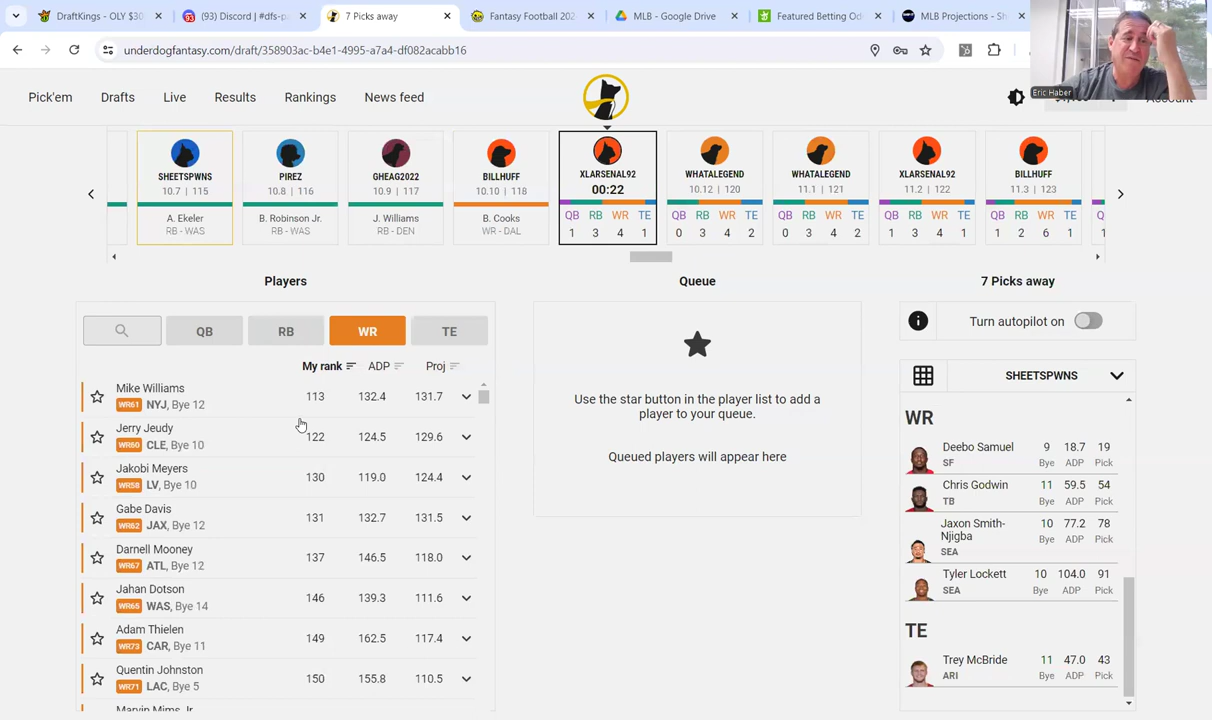 DraftKings - OLY $30
(93) Discord | #dfs-p
7 Picks away
Fantasy Football 202
MLB - Google Drive
Featured Betting Od
MLB Projections - Sh
underdogfantasy.com/draft/358903ac-b4e1-4995-a7a4-df082acabb16
Eric Haber
Pick'em
Drafts
Live
Results
Rankings
News feed
Account
SHEETSPWNS
10.7 | 115
A. Ekeler
RB - WAS
PIREZ
10.8 | 116
B. Robinson Jr.
RB - WAS
GHEAG2022
10.9 | 117
J. Williams
RB - DEN
BILLHUFF
10.10 | 118
B. Cooks
WR - DAL
XLARSENAL92
00:22
QB RB WR TE
1 3 4 1
WHATALEGEND
10.12 | 120
QB RB WR TE
0 3 4 2
WHATALEGEND
11.1 | 121
QB RB WR TE
0 3 4 2
XLARSENAL92
11.2 | 122
QB RB WR TE
1 3 4 1
BILLHUFF
11.3 | 123
QB RB WR TE
1 2 6 1
Players
QB RB WR TE
My rank ADP Proj
Mike Williams
WR61 NYJ, Bye 12
113 132.4 131.7
Jerry Jeudy
WR60 CLE, Bye 10
122 124.5 129.6
Jakobi Meyers
WR58 LV, Bye 10
130 119.0 124.4
Gabe Davis
WR62 JAX, Bye 12
131 132.7 131.5
Darnell Mooney
WR67 ATL, Bye 12
137 146.5 118.0
Jahan Dotson
WR65 WAS, Bye 14
146 139.3 111.6
Adam Thielen
WR73 CAR, Bye 11
149 162.5 117.4
Quentin Johnston
WR71 LAC, Bye 5
150 155.8 110.5
Marvin Mims, Jr.
Queue
Use the star button in the player list to add a
player to your queue.
Queued players will appear here
7 Picks away
Turn autopilot on
SHEETSPWNS
WR
Deebo Samuel 9 18.7 19
SF Bye ADP Pick
Chris Godwin 11 59.5 54
TB Bye ADP Pick
Jaxon Smith-
Njigba 10 77.2 78
SEA Bye ADP Pick
Tyler Lockett 10 104.0 91
SEA Bye ADP Pick
TE
Trey McBride 11 47.0 43
ARI Bye ADP Pick